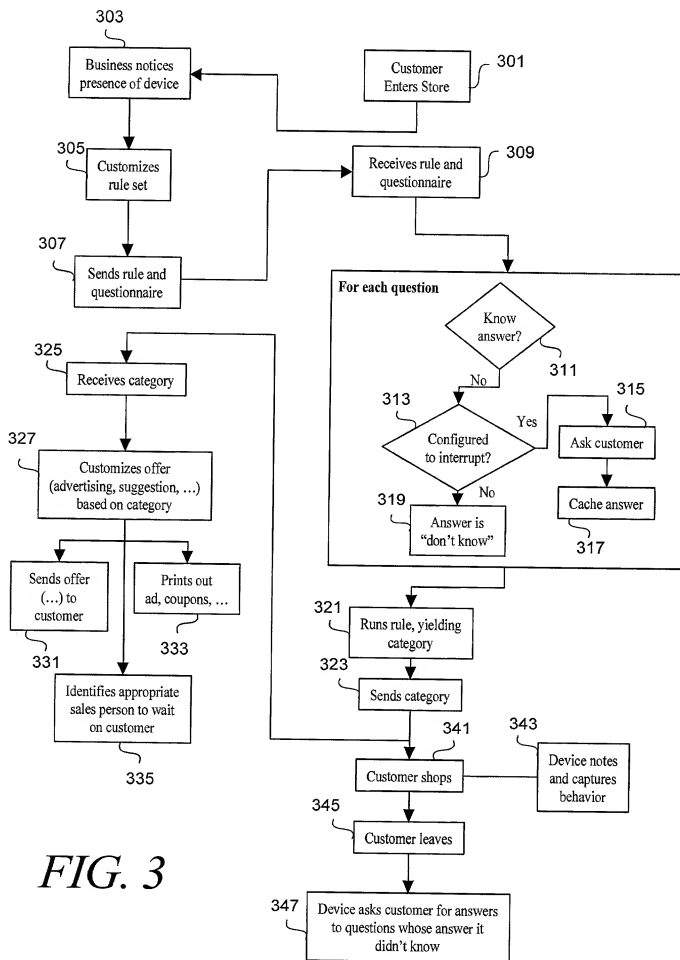 303
Business notices
presence of device
301
Customer
Enters Store
305
Customizes
rule set
309
Receives rule and
questionnaire
307
Sends rule and
questionnaire
For each question
Know
answer?
311
No
313
Configured
to interrupt?
Yes
315
Ask customer
Cache answer
317
No
319
Answer is
“don’t know”
321
Runs rule, yielding
category
323
Sends category
325
Receives category
327
Customizes offer
(advertising, suggestion, …)
based on category
Sends offer
(…) to
customer
331
Prints out
ad, coupons, …
333
Identifies appropriate
sales person to wait
on customer
335
341
Customer shops
343
Device notes
and captures
behavior
345
Customer leaves
347
Device asks customer for answers
to questions whose answer it
didn’t know
FIG. 3